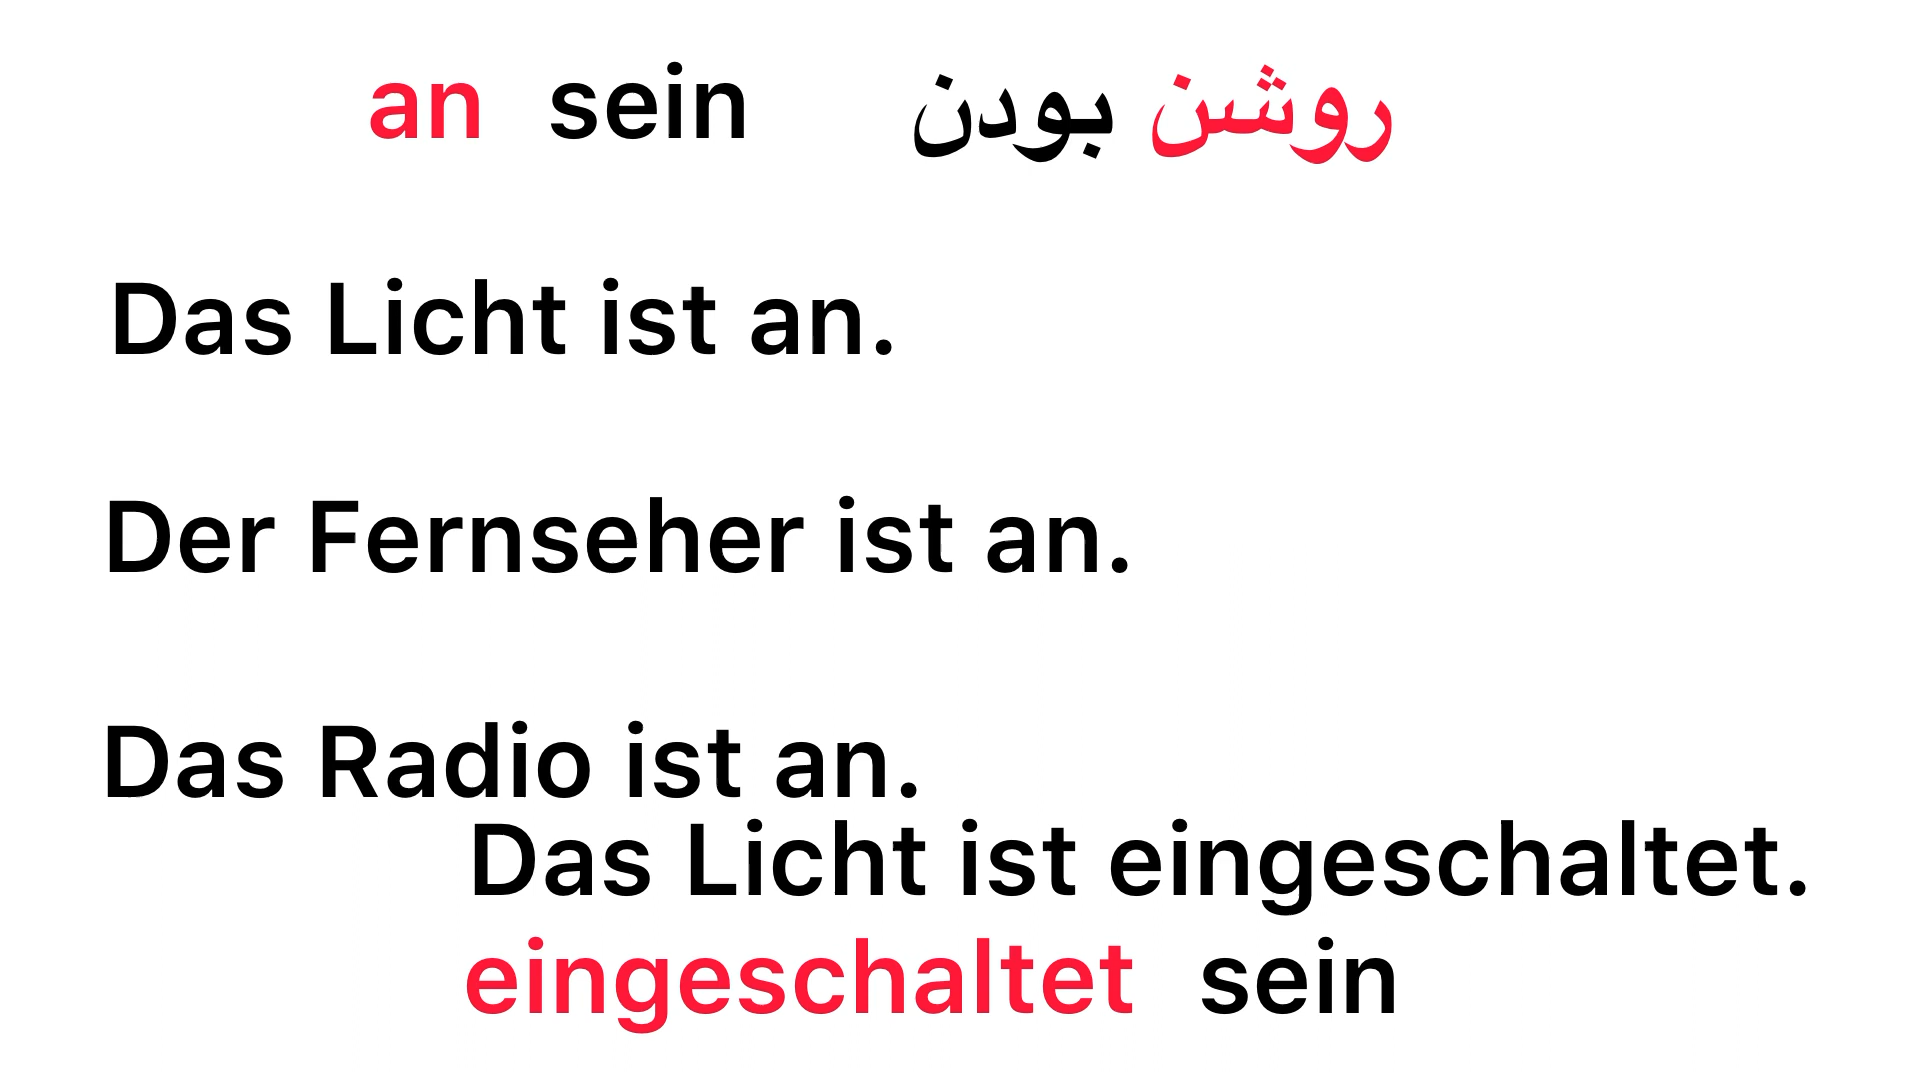 an sein روشن بودن
Das Licht ist an.
Der Fernseher ist an.
Das Radio ist an.
Das Licht ist eingeschaltet.
eingeschaltet sein